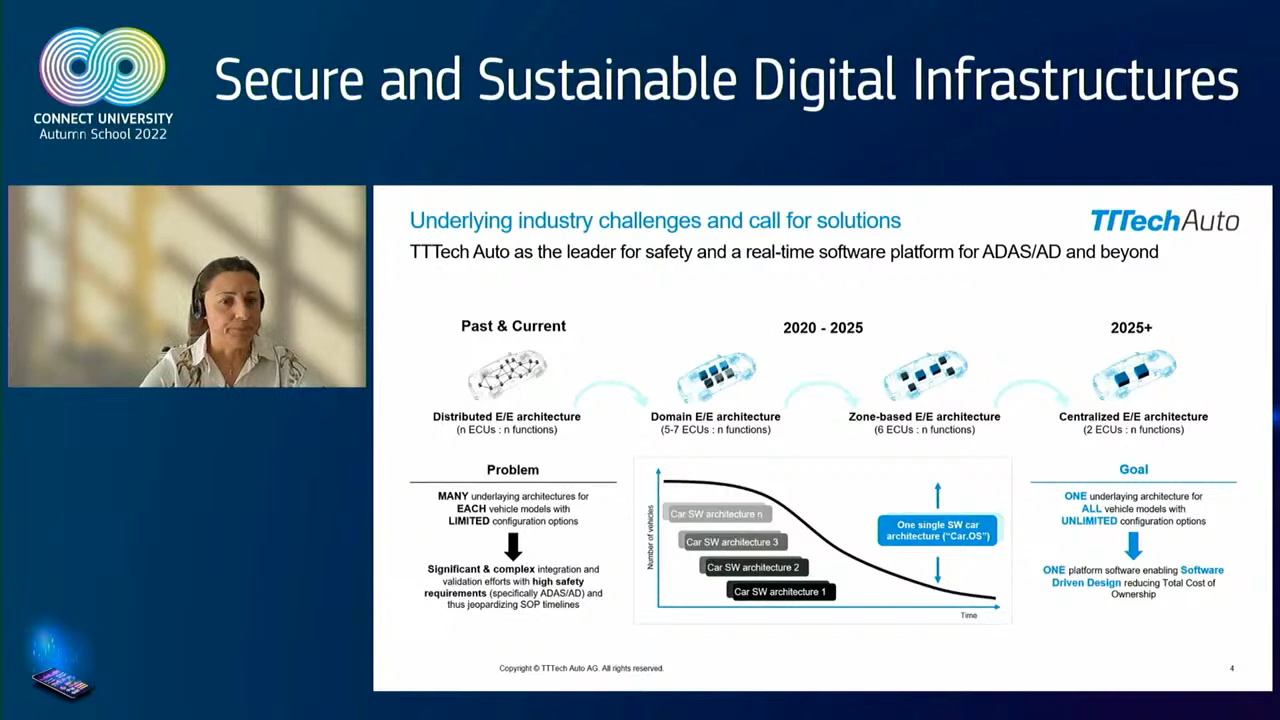 CONNECT UNIVERSITY
Autumn School 2022
Secure and Sustainable Digital Infrastructures
Underlying industry challenges and call for solutions
TTTech Auto
TTTech Auto as the leader for safety and a real-time software platform for ADAS/AD and beyond
Past & Current
2020 - 2025
2025+
Distributed E/E architecture
(n ECUs : n functions)
Domain E/E architecture
(5-7 ECUs : n functions)
Zone-based E/E architecture
(6 ECUs : n functions)
Centralized E/E architecture
(2 ECUs : n functions)
Problem
MANY underlaying architectures for
EACH vehicle models with
LIMITED configuration options
Significant & complex integration and
validation efforts with high safety
requirements (specifically ADAS/AD) and
thus jeopardizing SOP timelines
Number of vehicles
Car SW architecture n
Car SW architecture 3
Car SW architecture 2
Car SW architecture 1
One single SW car
architecture ("Car.OS")
Time
Goal
ONE underlaying architecture for
ALL vehicle models with
UNLIMITED configuration options
ONE platform software enabling Software
Driven Design reducing Total Cost of
Ownership
Copyright © TTTech Auto AG. All rights reserved.
4